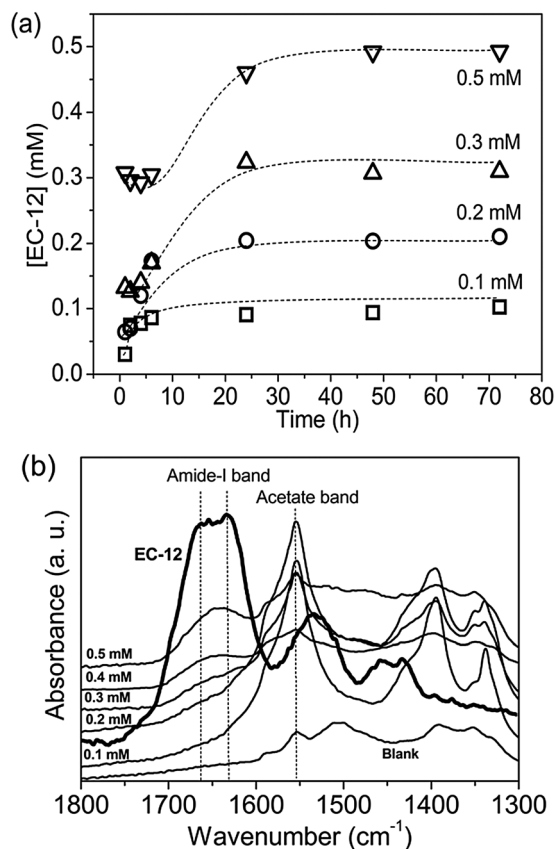 (a)
0.5
0.4
0.3
0.2
0.1
0.0
[EC-12] (mM)
0.5 mM
0.3 mM
0.2 mM
0.1 mM
0 10 20 30 40 50 60 70 80
Time (h)
(b)
Amide-I band
Acetate band
EC-12
0.5 mM
0.4 mM
0.3 mM
0.2 mM
0.1 mM
Blank
Absorbance (a. u.)
1800 1700 1600 1500 1400 1300
Wavenumber (cm-1)